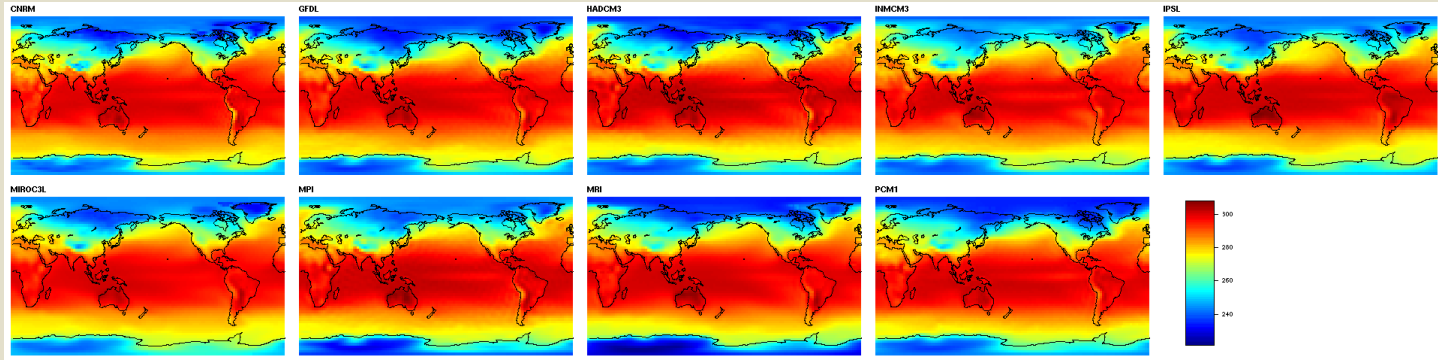 CNRM
GFDL
HADCM3
INMCM3
IPSL
MIROC3L
MPI
MRI
PCM1
300
280
260
240